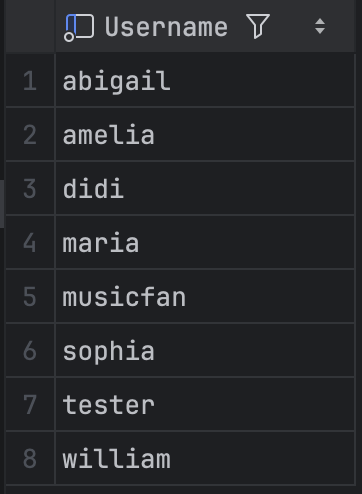 Username
1 abigail
2 amelia
3 didi
4 maria
5 musicfan
6 sophia
7 tester
8 william